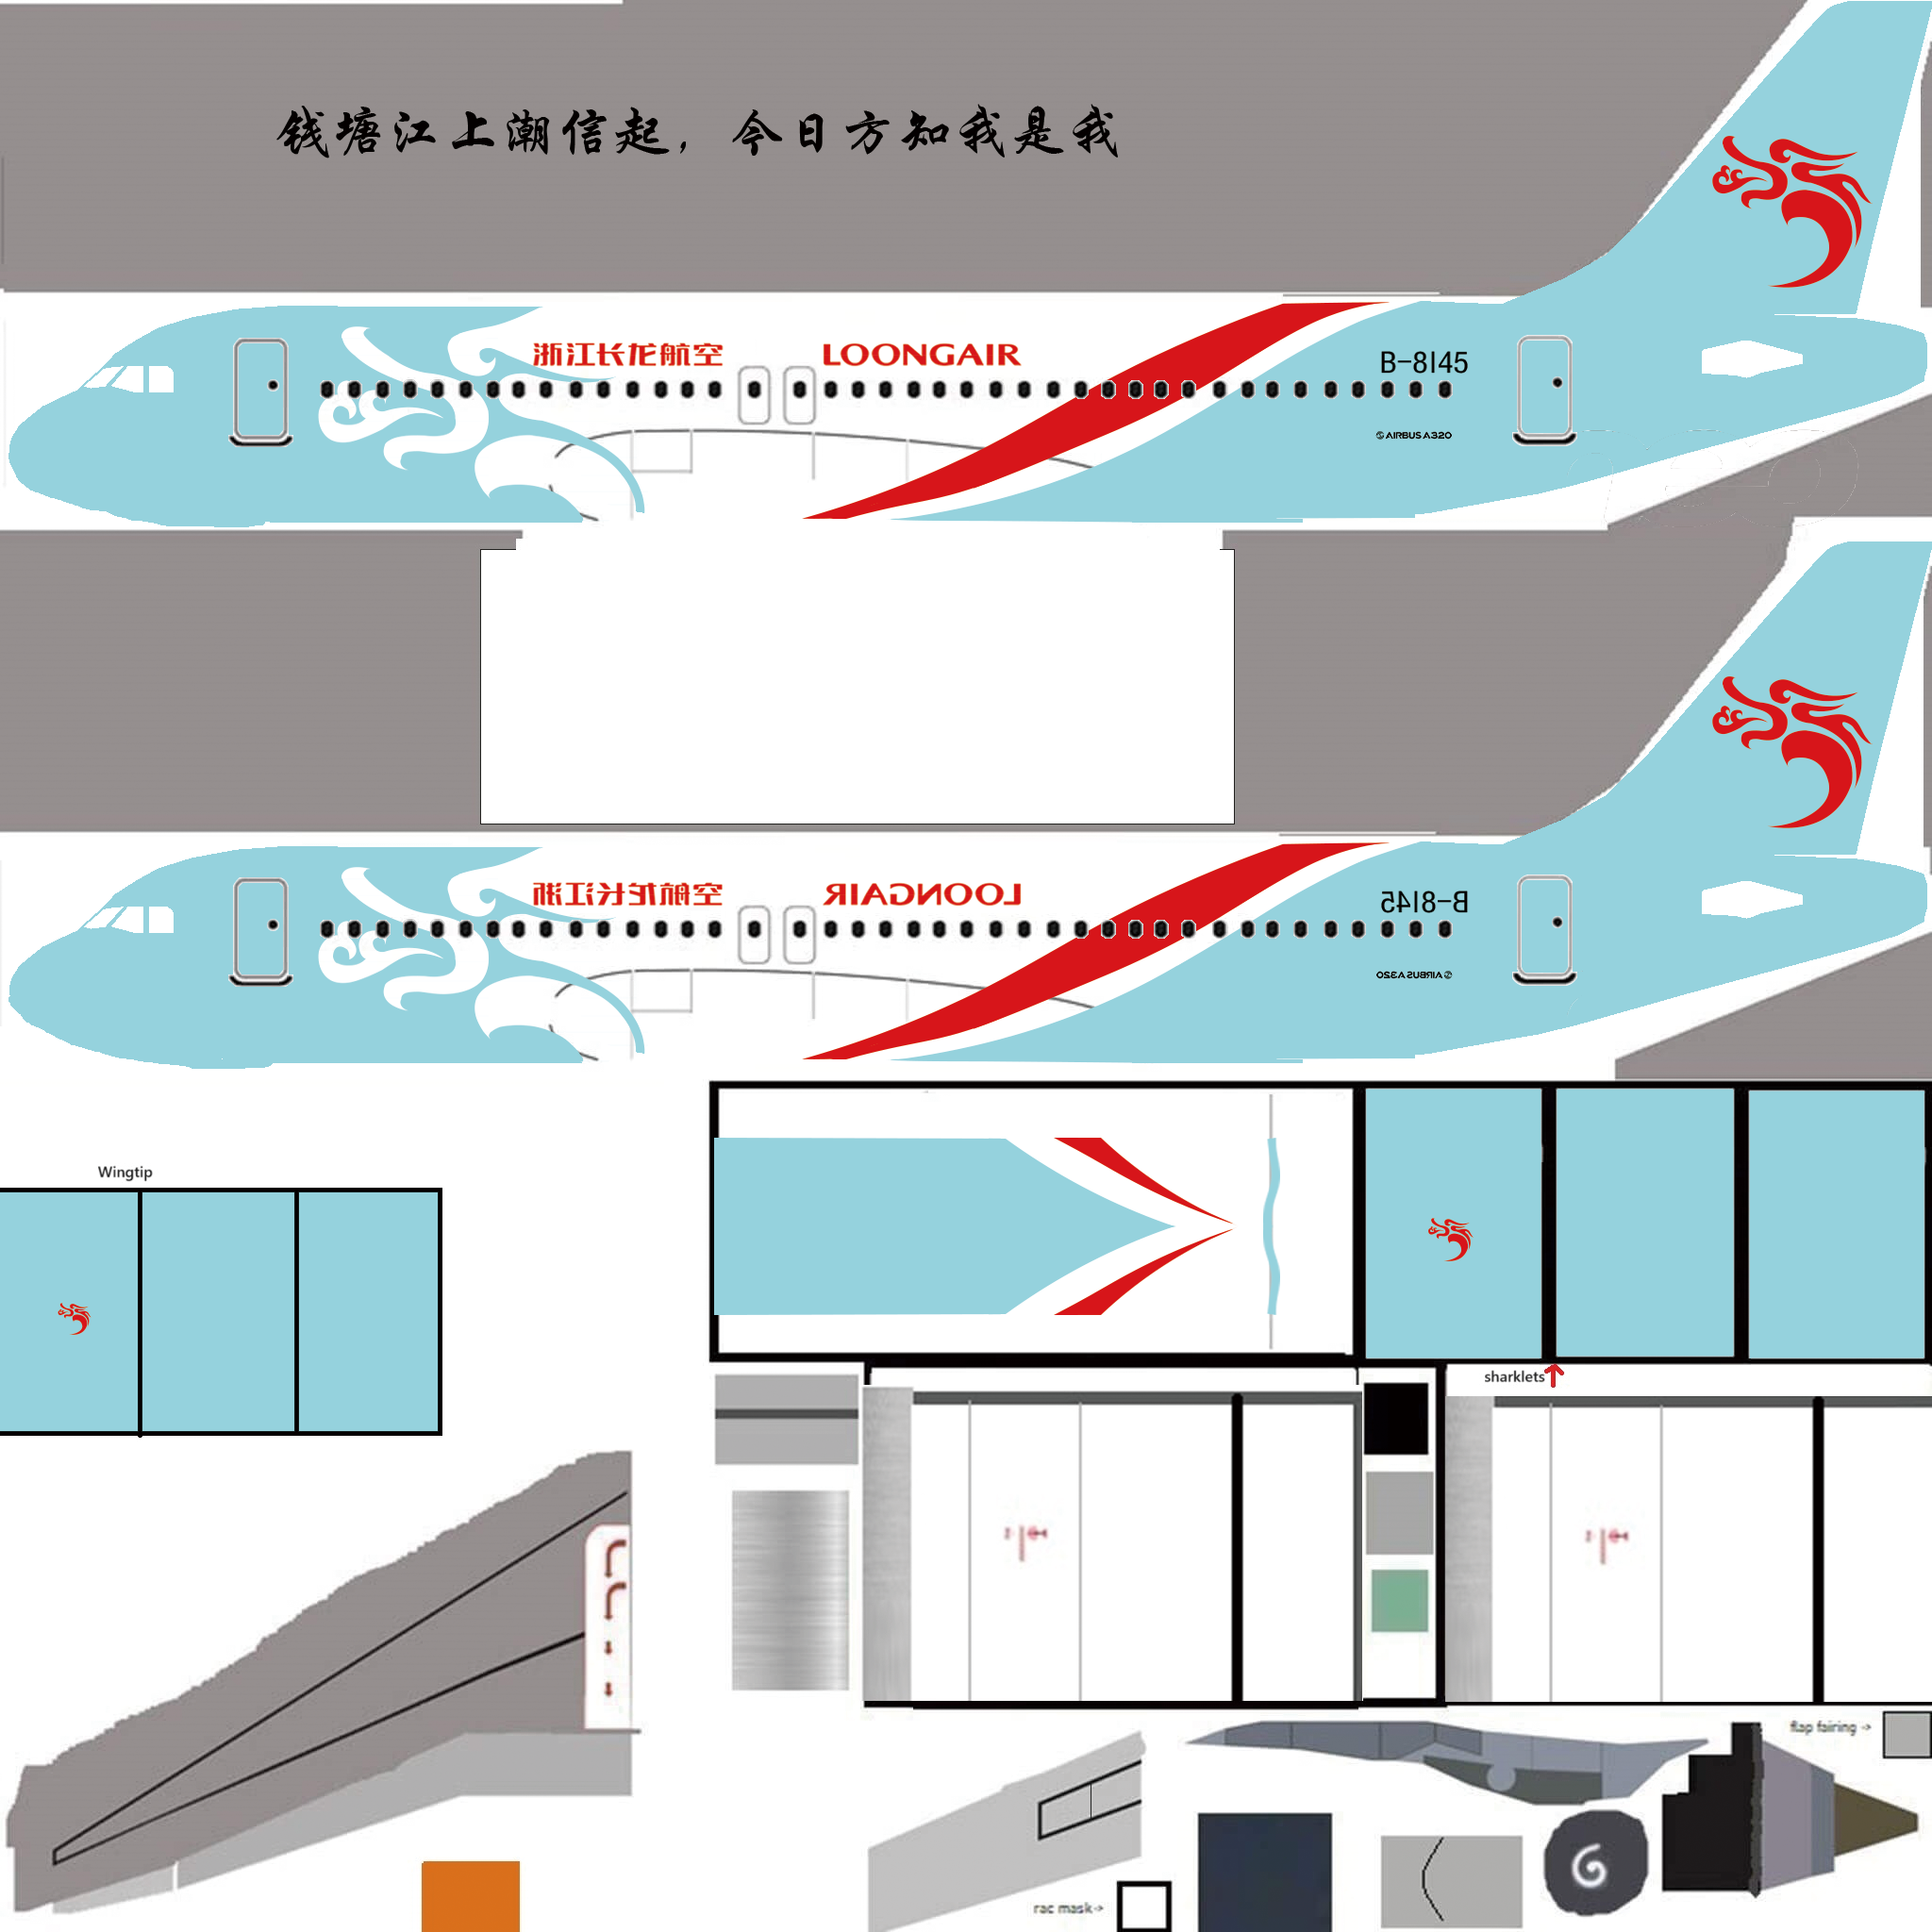 钱塘江上潮信起，今日方知我是我
浙江长龙航空 LOONGAIR
B-8145
AIRBUS A320
浙江长龙航空 LOONGAIR
B-8145
AIRBUS A320
Wingtip
sharklets
flap fairing ->
rac mask->